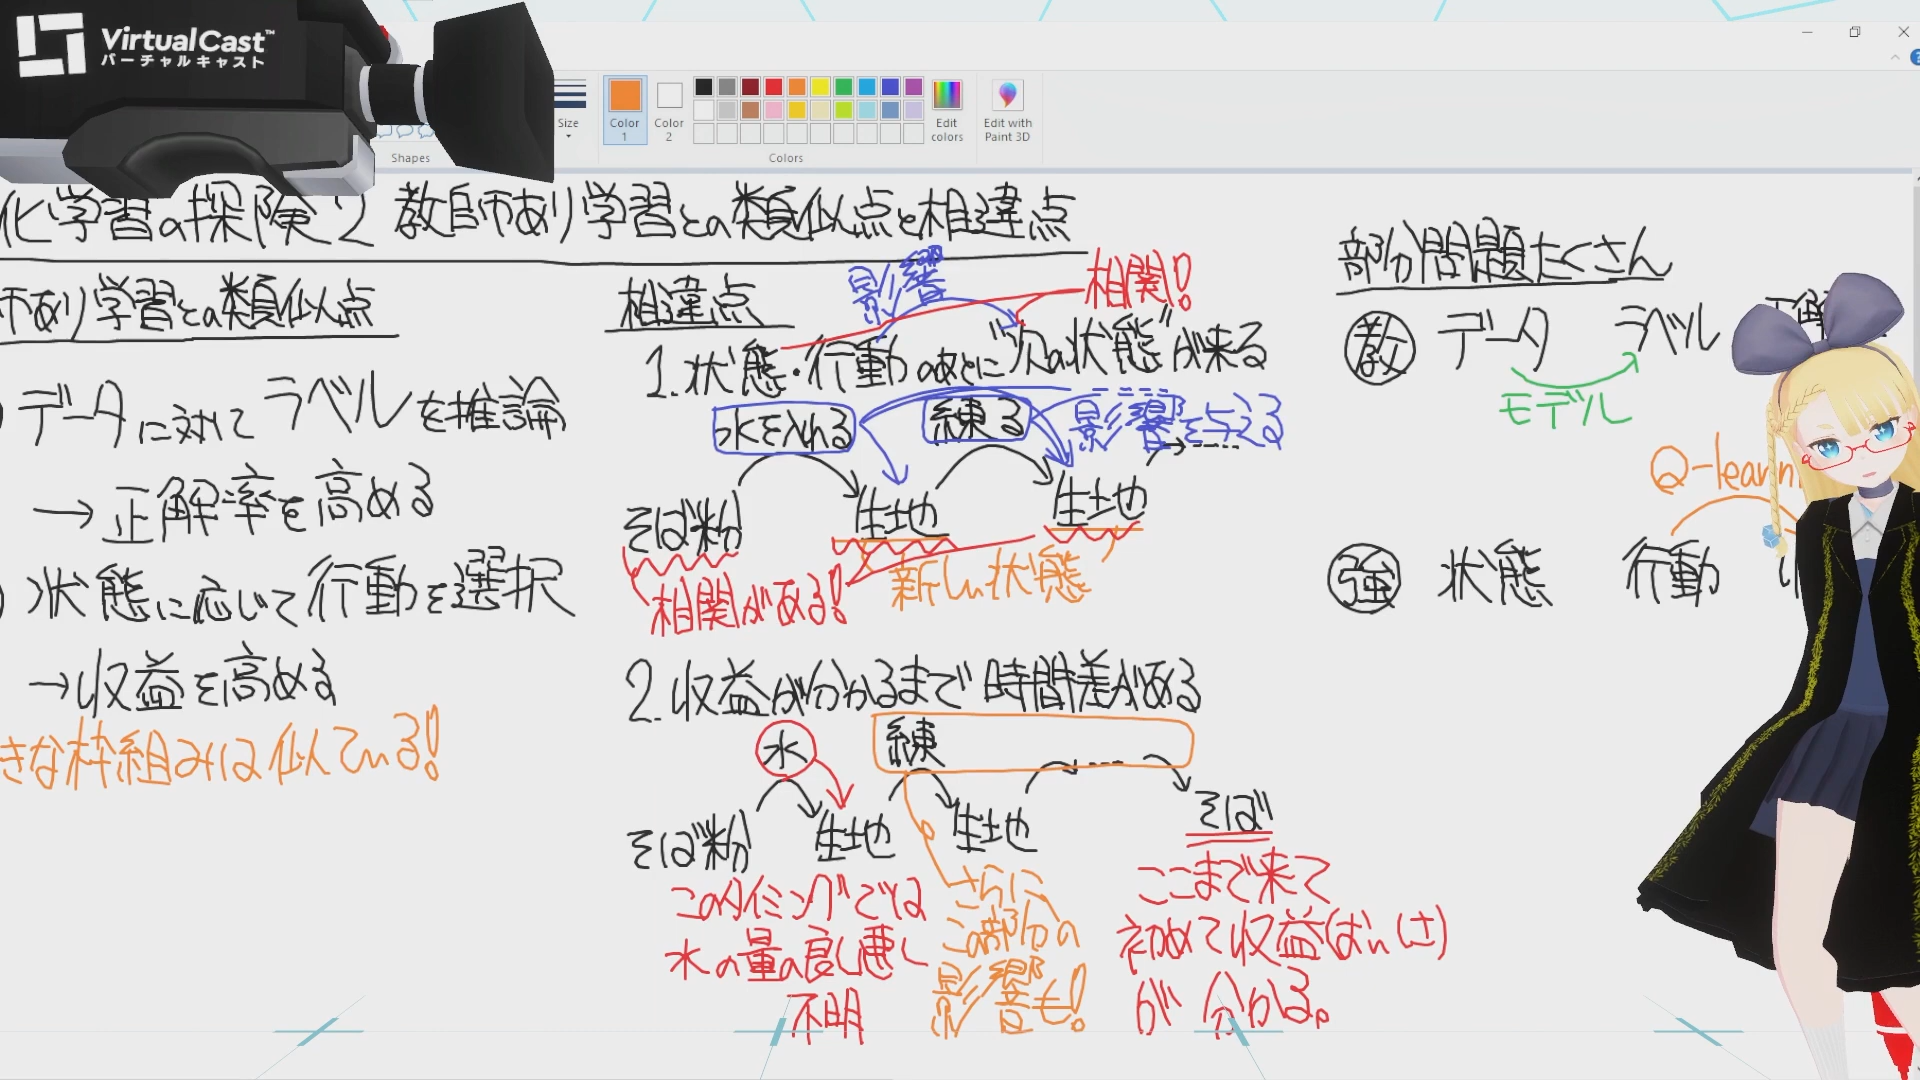 VirtualCast™
バーチャルキャスト
Size
Color 1
Color 2
Edit colors
Edit with Paint 3D
Shapes
Colors
化学習の探険2 教師あり学習との類似点と相違点
師あり学習との類似点
データに対してラベルを推論
→正解率を高める
状態に応じて行動を選択
→収益を高める
きな枠組みは似ている!
相違点
影響
相関!
1.状態・行動のあとに"次の状態"が来る
水を入れる
練る
影響を与える
そば粉
生地
生地
相関がある!
新しい状態
2.収益が分かるまで時間差がある
水
練
そば粉
生地
生地
そば
このタイミングでは
水の量の良し悪し
不明
さらに
この部分の
影響も!
ここまで来て
初めて収益(おいしさ)
が分かる。
部分問題たくさん
教 データ ラベル 正解
モデル
Q-learn
強 状態 行動